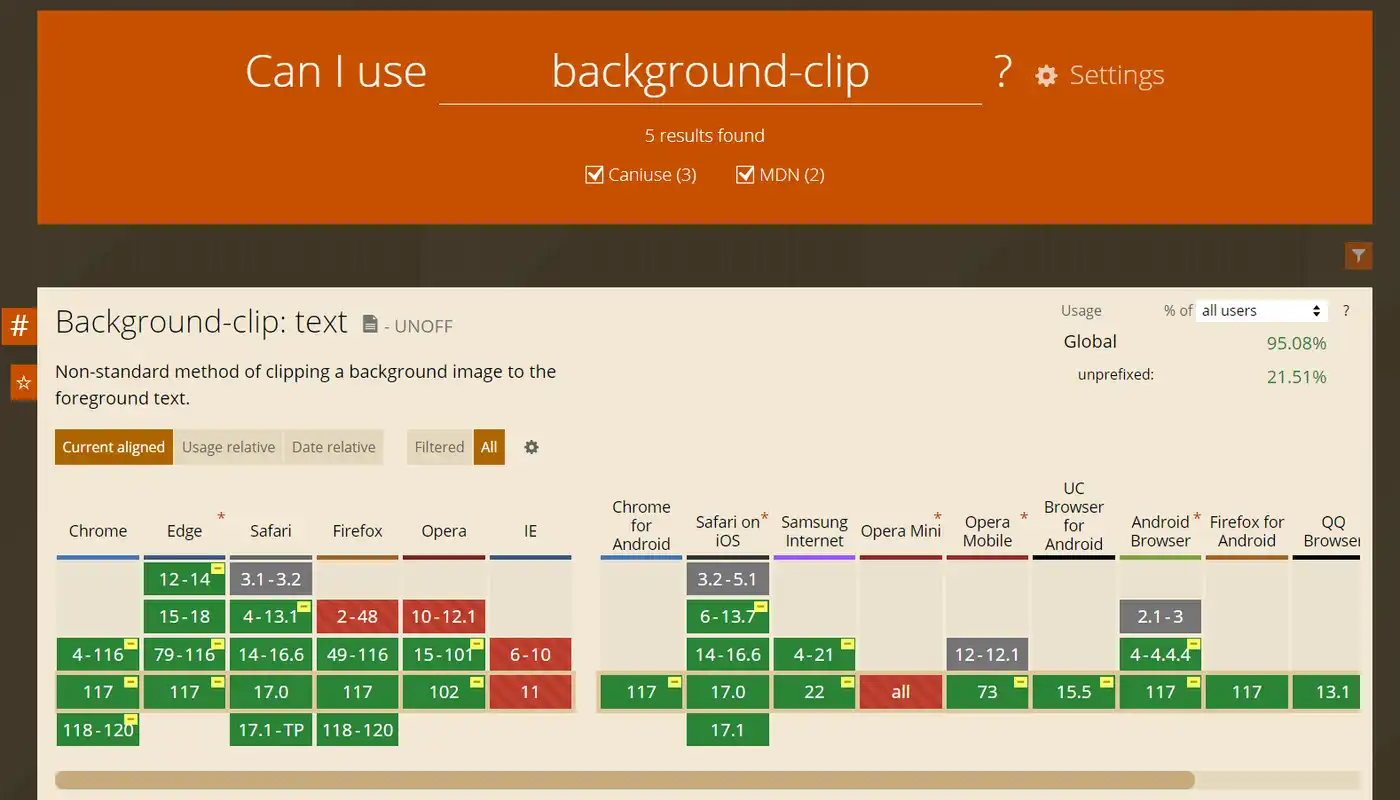 Can I use background-clip ? Settings
5 results found
Caniuse (3) MDN (2)
#
Background-clip: text - UNOFF
Usage % of all users ?
Global 95.08%
unprefixed: 21.51%
Non-standard method of clipping a background image to the
foreground text.
Current aligned Usage relative Date relative Filtered All
Chrome Edge * Safari Firefox Opera IE
Chrome for Android
Safari on iOS *
Samsung Internet
Opera Mini *
Opera Mobile *
UC Browser for Android
Android Browser *
Firefox for Android
QQ Browser
12-14 3.1-3.2 3.2-5.1
15-18 4-13.1 2-48 10-12.1 6-13.7 2.1-3
4-116 79-116 14-16.6 49-116 15-101 6-10 14-16.6 4-21 12-12.1 4-4.4.4
117 117 17.0 117 102 11 117 17.0 22 all 73 15.5 117 117 13.1
118-120 17.1-TP 118-120 17.1